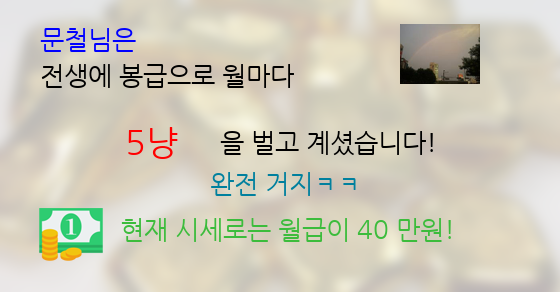 문철님은
전생에 봉급으로 월마다
5냥 을 벌고 계셨습니다!
완전 거지ㅋㅋ
1
현재 시세로는 월급이 40 만원!